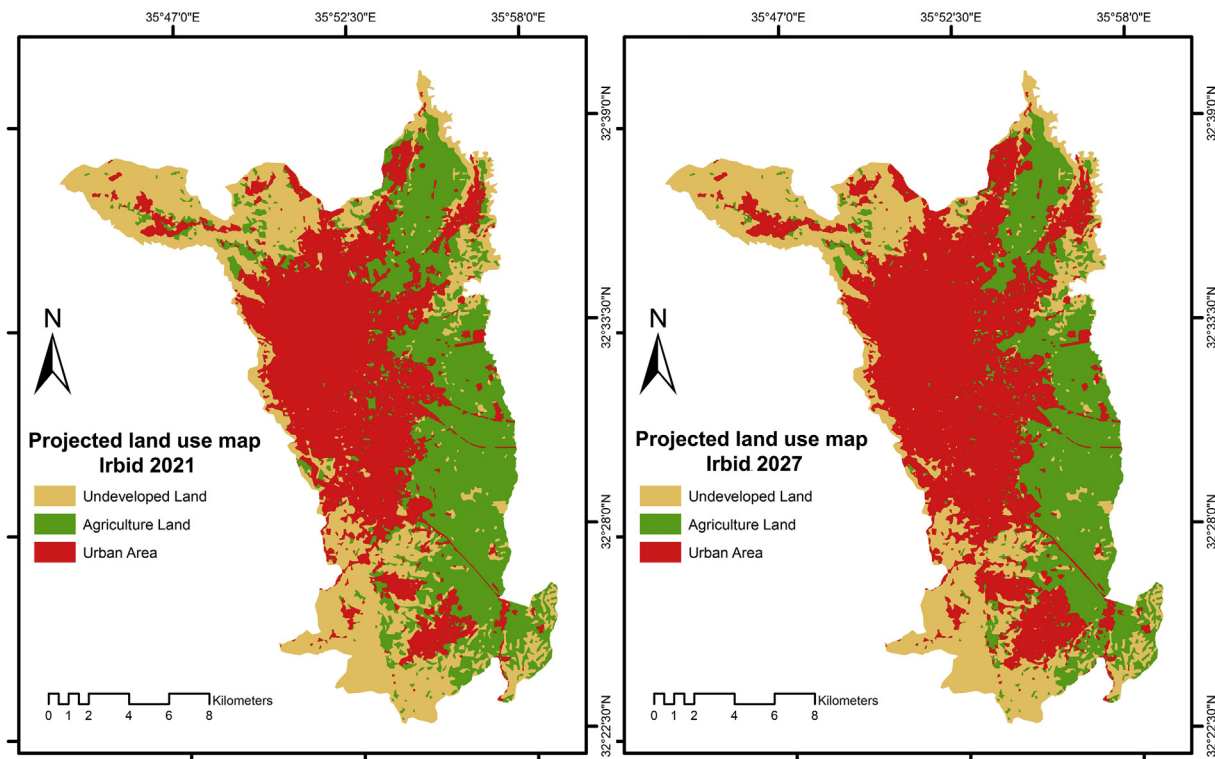 35°47'0"E
35°52'30"E
35°58'0"E
32°39'0"N
32°33'30"N
32°28'0"N
32°22'30"N
N
Projected land use map
Irbid 2021
Undeveloped Land
Agriculture Land
Urban Area
0 1 2 4 6 8
Kilometers
35°47'0"E
35°52'30"E
35°58'0"E
32°39'0"N
32°33'30"N
32°28'0"N
32°22'30"N
N
Projected land use map
Irbid 2027
Undeveloped Land
Agriculture Land
Urban Area
0 1 2 4 6 8
Kilometers